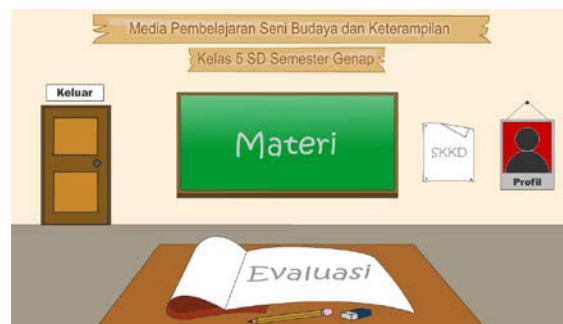 Media Pembelajaran Seni Budaya dan Keterampilan
Kelas 5 SD Semester Genap
Keluar
Materi
SKKD
Profil
Evaluasi